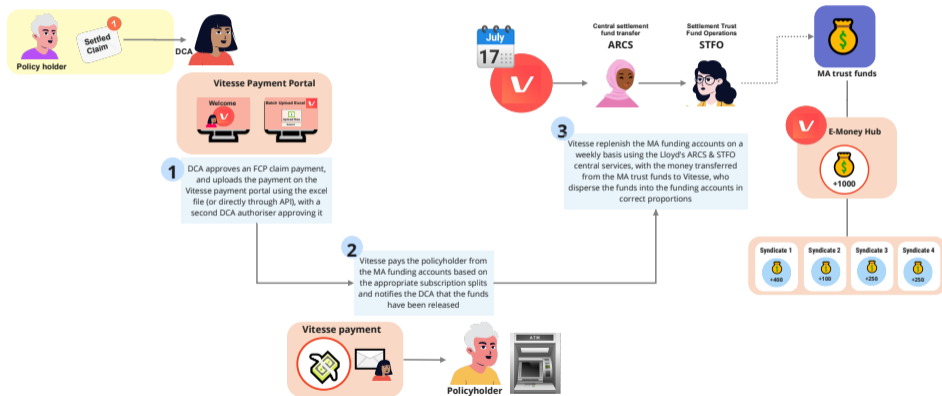 1
Settled
Claim
Policy holder
DCA
Vitesse Payment Portal
Welcome
Batch Upload Excel
1
DCA approves an FCP claim payment,
and uploads the payment on the
Vitesse payment portal using the excel
file (or directly through API), with a
second DCA authoriser approving it
2
Vitesse pays the policyholder from
the MA funding accounts based on
the appropriate subscription splits
and notifies the DCA that the funds
have been released
Vitesse payment
Policyholder
ATM
July
17
Central settlement
fund transfer
ARCS
Settlement Trust
Fund Operations
STFO
MA trust funds
3
Vitesse replenish the MA funding accounts on a
weekly basis using the Lloyd's ARCS & STFO
central services, with the money transferred
from the MA trust funds to Vitesse, who
disperse the funds into the funding accounts in
correct proportions
E-Money Hub
+1000
Syndicate 1
Syndicate 2
Syndicate 3
Syndicate 4
+400
+100
+250
+250